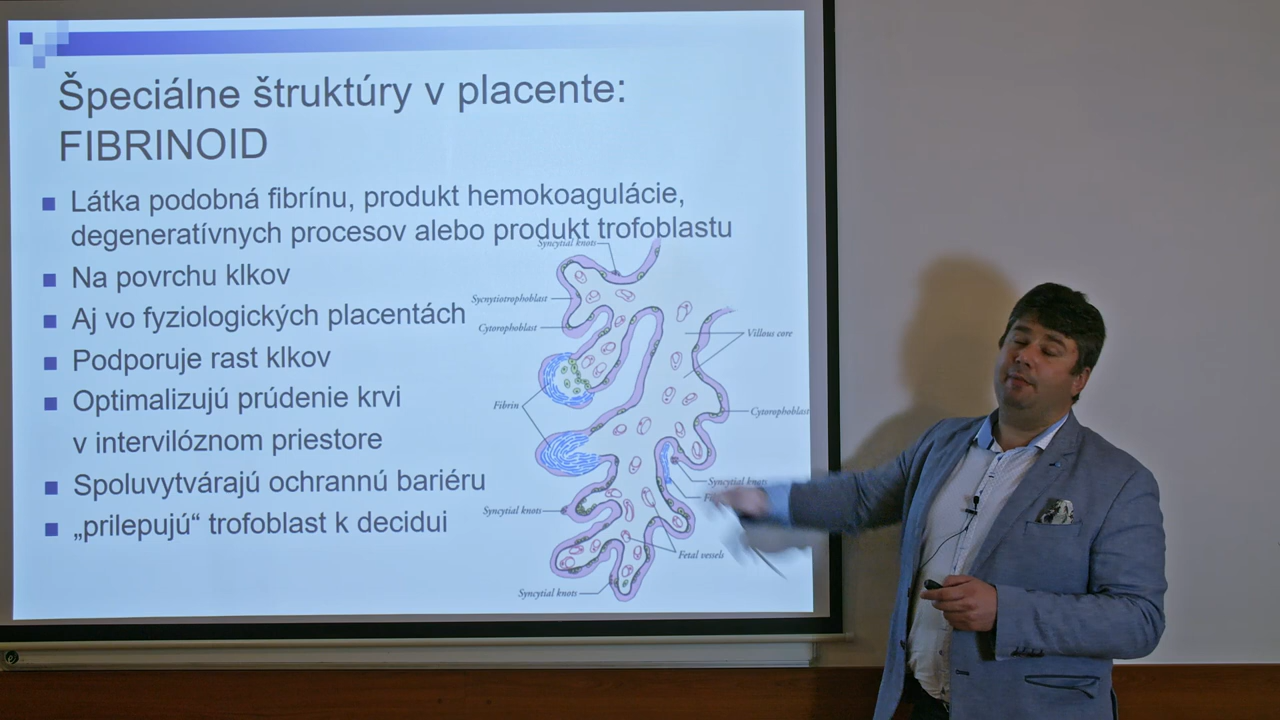 Špeciálne štruktúry v placente:
FIBRINOID
Látka podobná fibrínu, produkt hemokoagulácie,
degeneratívnych procesov alebo produkt trofoblastu
Na povrchu klkov
Aj vo fyziologických placentách
Podporuje rast klkov
Optimalizujú prúdenie krvi
v intervilóznom priestore
Spoluvytvárajú ochrannú bariéru
„prilepujú“ trofoblast k decidui
Syncytial knots
Sycnytiotrophoblast
Cytorophoblast
Villous core
Fibrin
Cytorophoblast
Syncytial knots
Syncytial knots
Fetal vessels
Syncytial knots